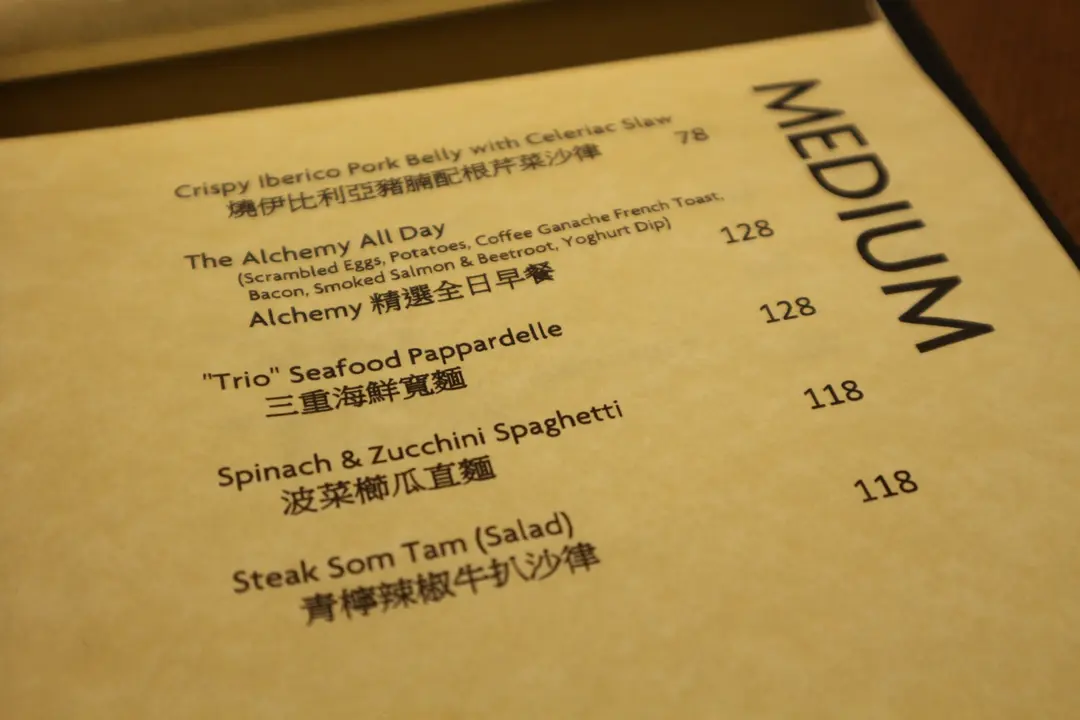 MEDIUM
Crispy Iberico Pork Belly with Celeriac Slaw 78
燒伊比利亞豬腩配根芹菜沙律
The Alchemy All Day 128
(Scrambled Eggs, Potatoes, Coffee Ganache French Toast,
Bacon, Smoked Salmon & Beetroot, Yoghurt Dip)
Alchemy 精選全日早餐
"Trio" Seafood Pappardelle 128
三重海鮮寬麵
Spinach & Zucchini Spaghetti 118
菠菜櫛瓜直麵
Steak Som Tam (Salad) 118
青檸辣椒牛扒沙律